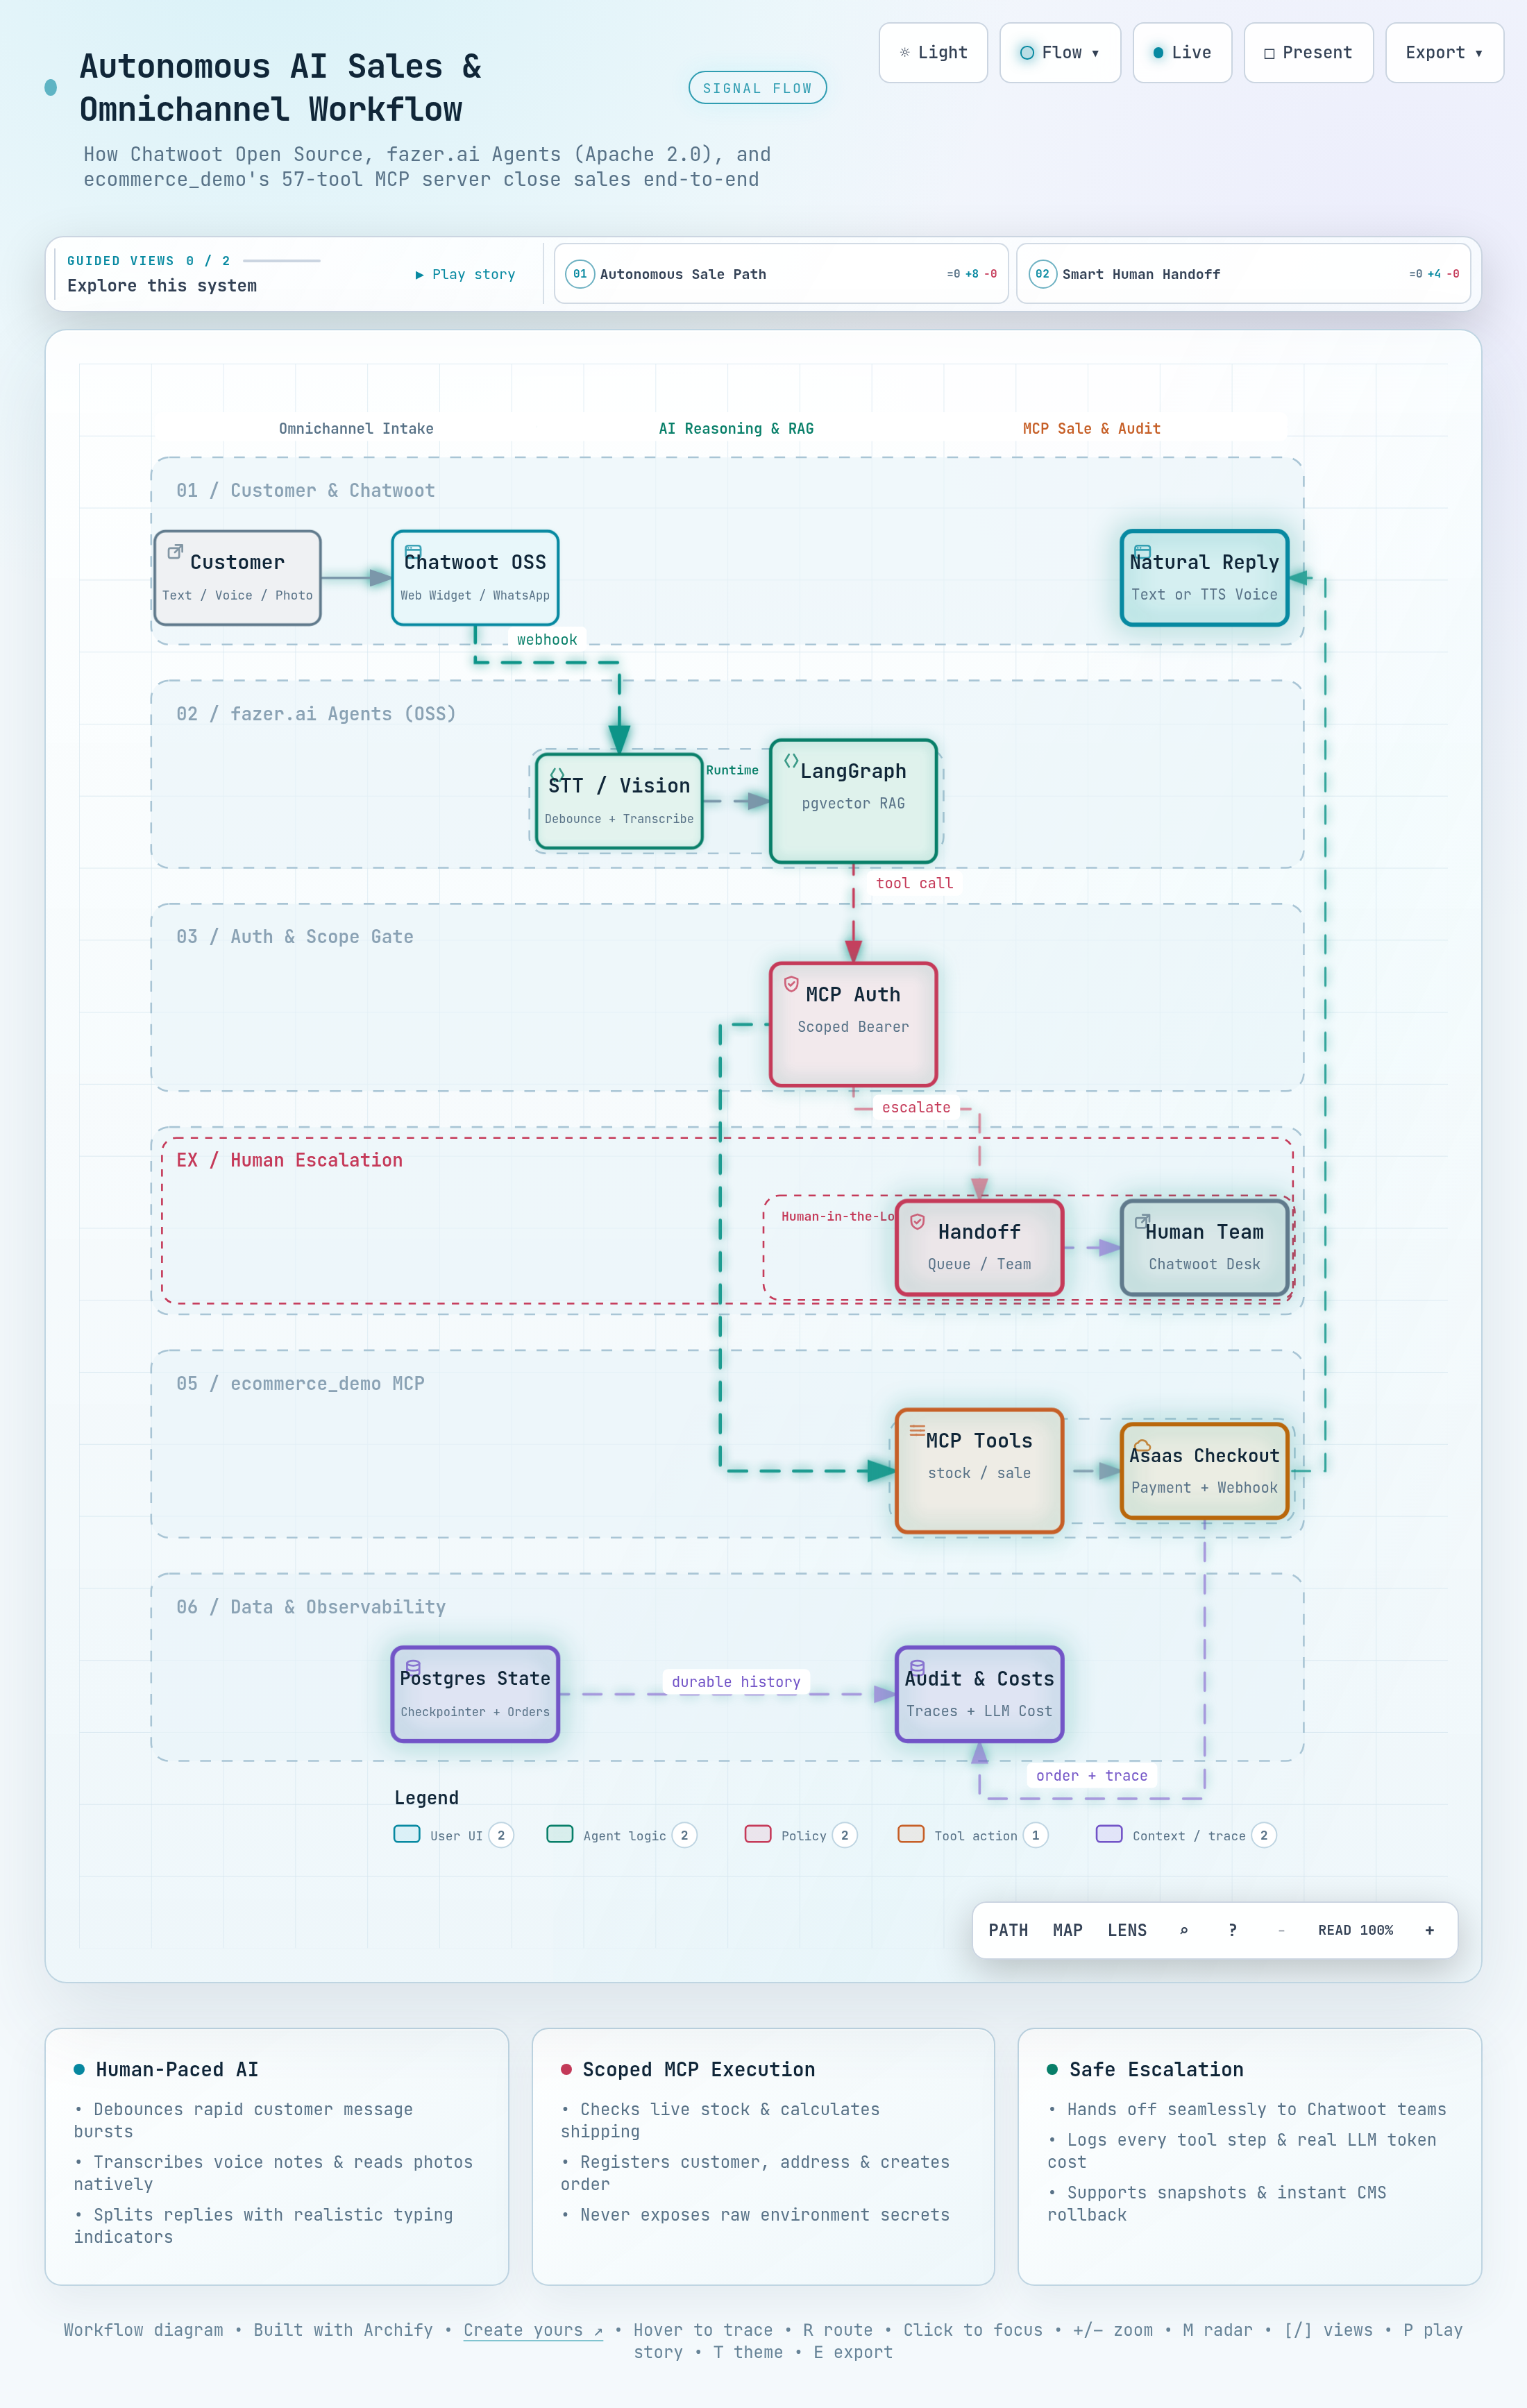 Autonomous AI Sales &
Omnichannel Workflow
SIGNAL FLOW
☼ Light
Flow ▾
Live
□ Present
Export ▾
How Chatwoot Open Source, fazer.ai Agents (Apache 2.0), and
ecommerce_demo's 57-tool MCP server close sales end-to-end
GUIDED VIEWS 0 / 2
Explore this system
▶ Play story
01 Autonomous Sale Path =0 +8 -0
02 Smart Human Handoff =0 +4 -0
Omnichannel Intake
AI Reasoning & RAG
MCP Sale & Audit
01 / Customer & Chatwoot
Customer
Text / Voice / Photo
Chatwoot OSS
Web Widget / WhatsApp
Natural Reply
Text or TTS Voice
webhook
02 / fazer.ai Agents (OSS)
STT / Vision
Debounce + Transcribe
Runtime
LangGraph
pgvector RAG
tool call
03 / Auth & Scope Gate
MCP Auth
Scoped Bearer
escalate
EX / Human Escalation
Human-in-the-Lo
Handoff
Queue / Team
Human Team
Chatwoot Desk
05 / ecommerce_demo MCP
MCP Tools
stock / sale
Asaas Checkout
Payment + Webhook
06 / Data & Observability
Postgres State
Checkpointer + Orders
durable history
Audit & Costs
Traces + LLM Cost
order + trace
Legend
User UI 2
Agent logic 2
Policy 2
Tool action 1
Context / trace 2
PATH MAP LENS ⌕ ? − READ 100% +
Human-Paced AI
• Debounces rapid customer message
bursts
• Transcribes voice notes & reads photos
natively
• Splits replies with realistic typing
indicators
Scoped MCP Execution
• Checks live stock & calculates
shipping
• Registers customer, address & creates
order
• Never exposes raw environment secrets
Safe Escalation
• Hands off seamlessly to Chatwoot teams
• Logs every tool step & real LLM token
cost
• Supports snapshots & instant CMS
rollback
Workflow diagram • Built with Archify • Create yours ↗ • Hover to trace • R route • Click to focus • +/− zoom • M radar • [/] views • P play
story • T theme • E export